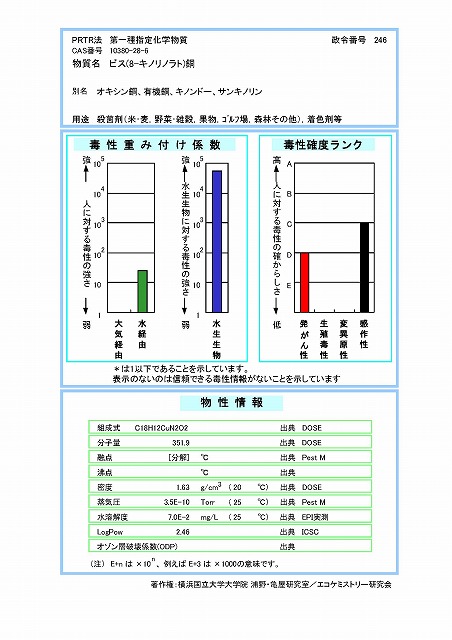 PRTR法 第一種指定化学物質 政令番号 246
CAS番号 10380-28-6
物質名 ビス(8-キノリノラト)銅
別名 オキシン銅、有機銅、キノンドー、サンキノリン
用途 殺菌剤(米・麦, 野菜・雑穀, 果物, ゴルフ場, 森林その他), 着色剤等
毒性重み付け係数
強 10⁵ 10⁴ 10³ 10² 10 1 弱
人に対する毒性の強さ
大気経由 水経由
強 10⁵ 10⁴ 10³ 10² 10 1 弱
水生生物に対する毒性の強さ
水生生物
毒性確度ランク
高 A B C D E 低
人に対する毒性の確からしさ
発がん性 生殖毒性 変異原性 感作性
*は1以下であることを示しています。
表示のないのは信頼できる毒性情報がないことを示しています
物性情報
組成式 C18H12CuN2O2 出典 DOSE
分子量 351.9 出典 DOSE
融点 [分解] ℃ 出典 Pest M
沸点 ℃ 出典
密度 1.63 g/cm³ (20 ℃) 出典 DOSE
蒸気圧 3.5E-10 Torr (25 ℃) 出典 Pest M
水溶解度 7.0E-2 mg/L (25 ℃) 出典 EPI実測
LogPow 2.46 出典 ICSC
オゾン層破壊係数(ODP) 出典
(注) E+n は ×10ⁿ、例えば E+3 は ×1000の意味です。
著作権:横浜国立大学大学院 浦野・亀屋研究室/エコケミストリー研究会